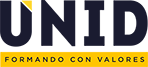 UNID
FORMANDO CON VALORES